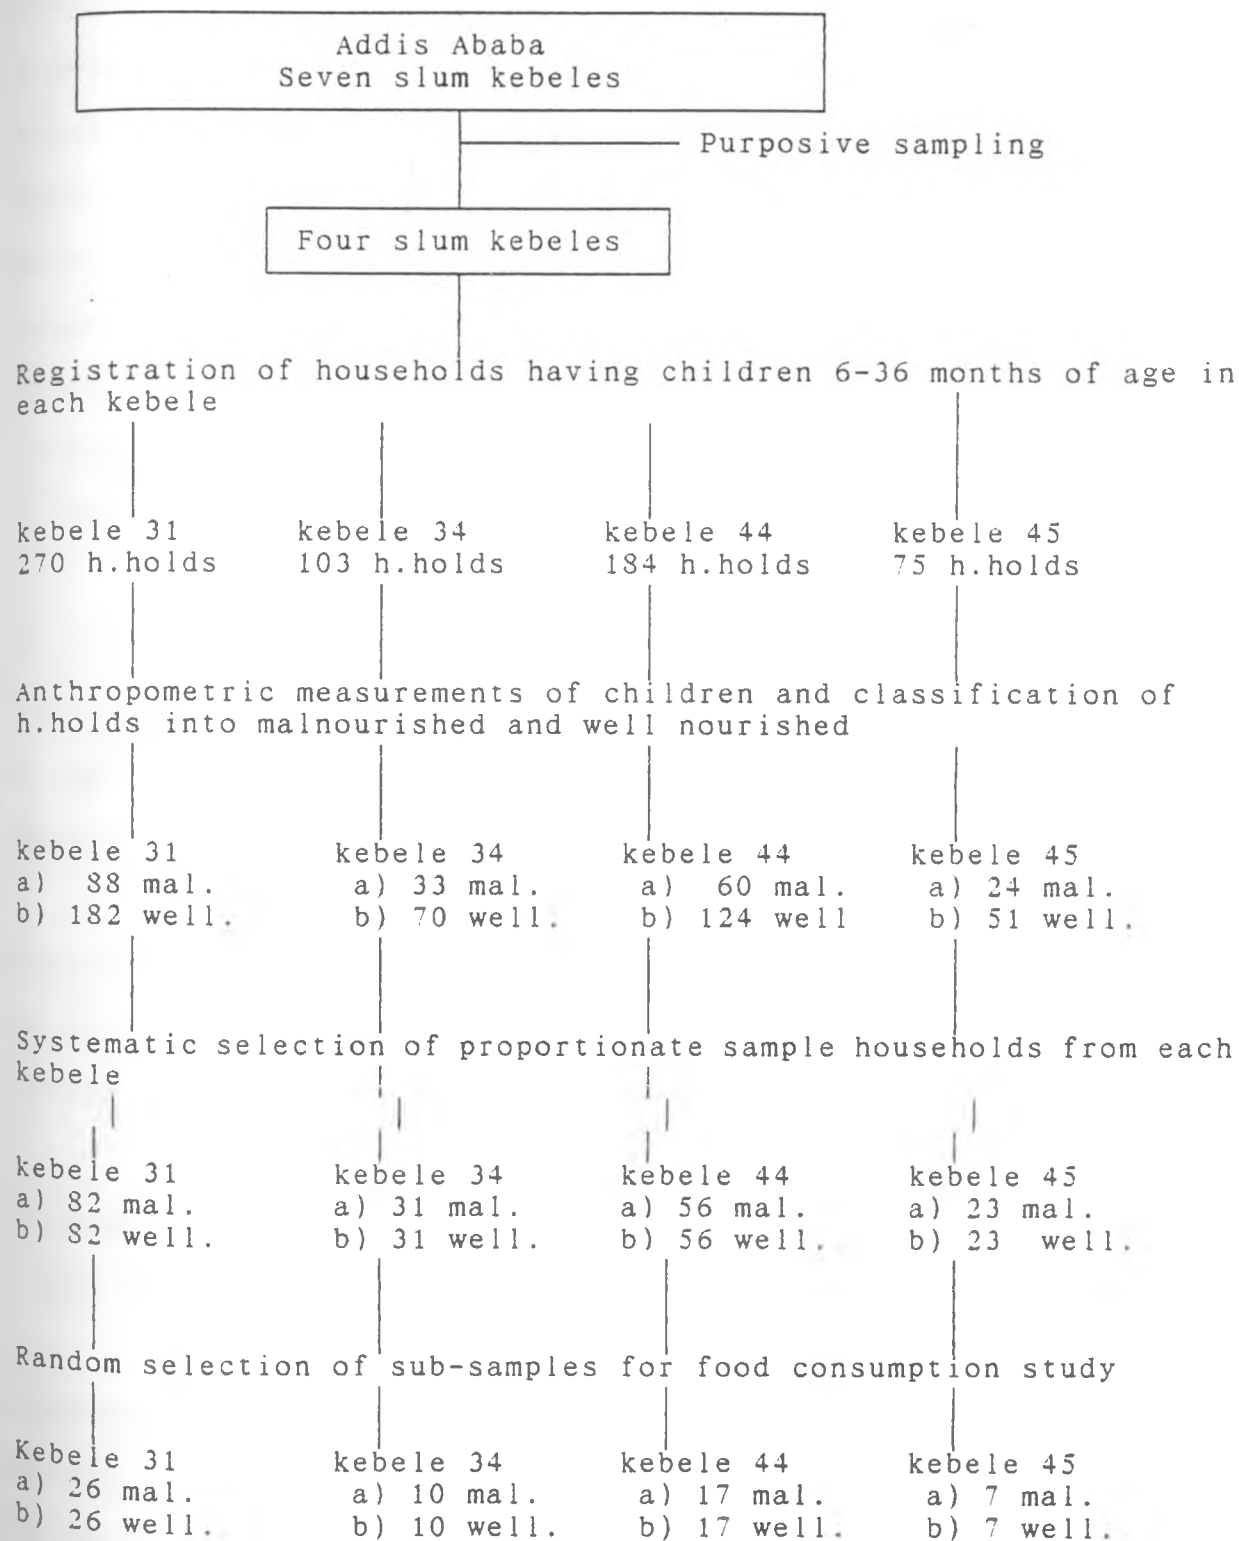 Addis Ababa
Seven slum kebeles
Purposive sampling
Four slum kebeles
Registration of households having children 6-36 months of age in
each kebele
kebele 31 kebele 34 kebele 44 kebele 45
270 h.holds 103 h.holds 184 h.holds 75 h.holds
Anthropometric measurements of children and classification of
h.holds into malnourished and well nourished
kebele 31 kebele 34 kebele 44 kebele 45
a) 88 mal. a) 33 mal. a) 60 mal. a) 24 mal.
b) 182 well. b) 70 well. b) 124 well b) 51 well.
Systematic selection of proportionate sample households from each
kebele
kebele 31 kebele 34 kebele 44 kebele 45
a) 82 mal. a) 31 mal. a) 56 mal. a) 23 mal.
b) 82 well. b) 31 well. b) 56 well. b) 23 well.
Random selection of sub-samples for food consumption study
Kebele 31 kebele 34 kebele 44 kebele 45
a) 26 mal. a) 10 mal. a) 17 mal. a) 7 mal.
b) 26 well. b) 10 well. b) 17 well. b) 7 well.